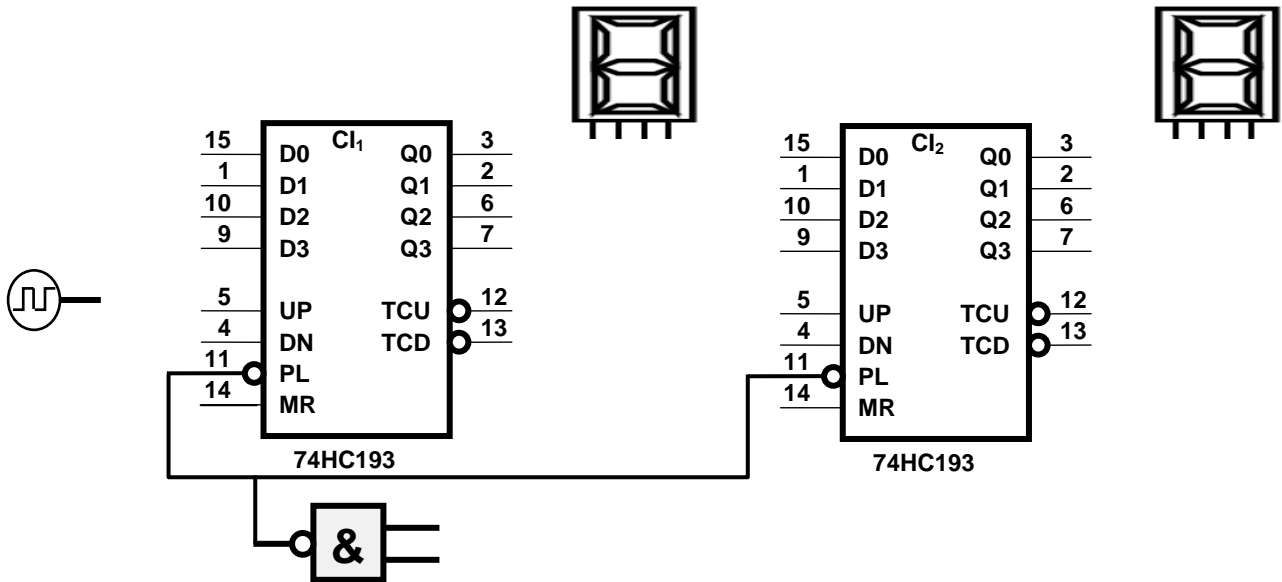 CI₁
15 D0 Q0 3
1 D1 Q1 2
10 D2 Q2 6
9 D3 Q3 7
5 UP TCU 12
4 DN TCD 13
11 PL
14 MR
74HC193
CI₂
15 D0 Q0 3
1 D1 Q1 2
10 D2 Q2 6
9 D3 Q3 7
5 UP TCU 12
4 DN TCD 13
11 PL
14 MR
74HC193
&